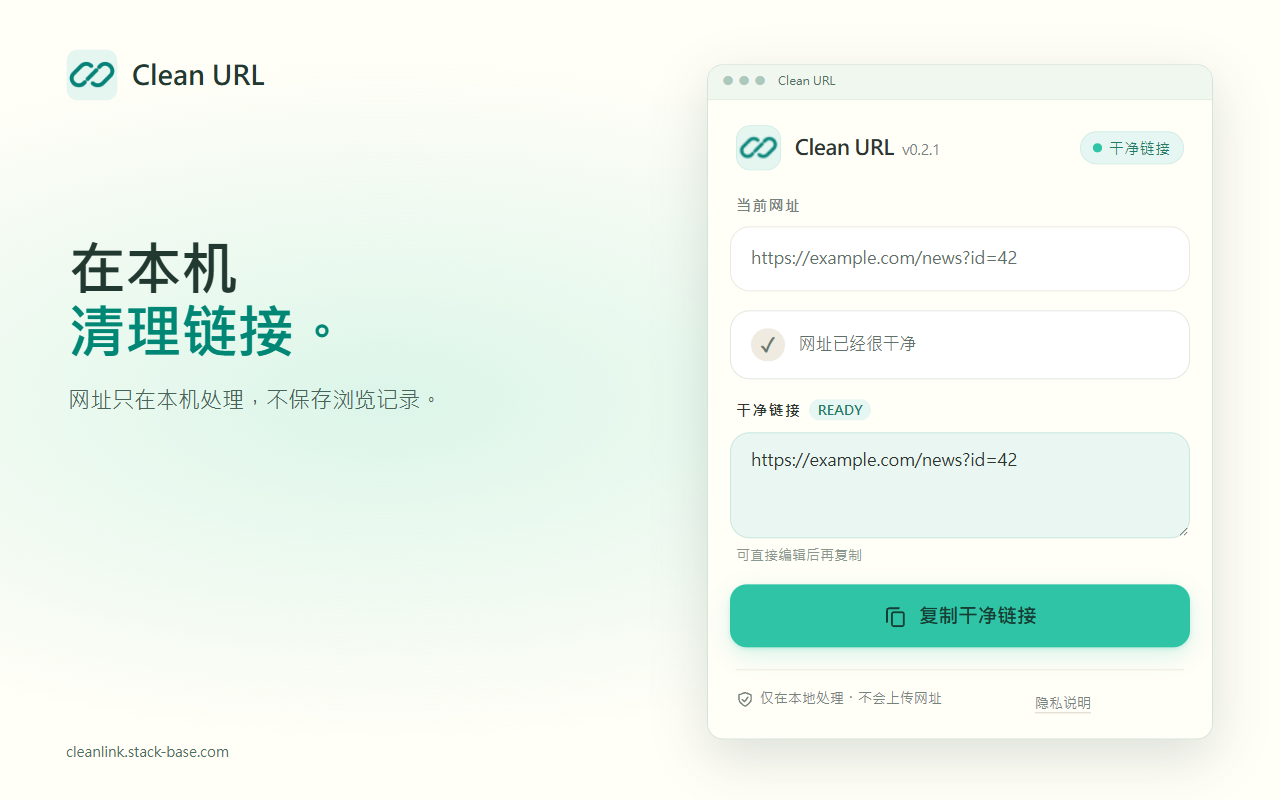 Clean URL
在本机
清理链接。
网址只在本机处理，不保存浏览记录。
cleanlink.stack-base.com
Clean URL
Clean URL v0.2.1
干净链接
当前网址
https://example.com/news?id=42
网址已经很干净
干净链接 READY
https://example.com/news?id=42
可直接编辑后再复制
复制干净链接
仅在本地处理 · 不会上传网址
隐私说明